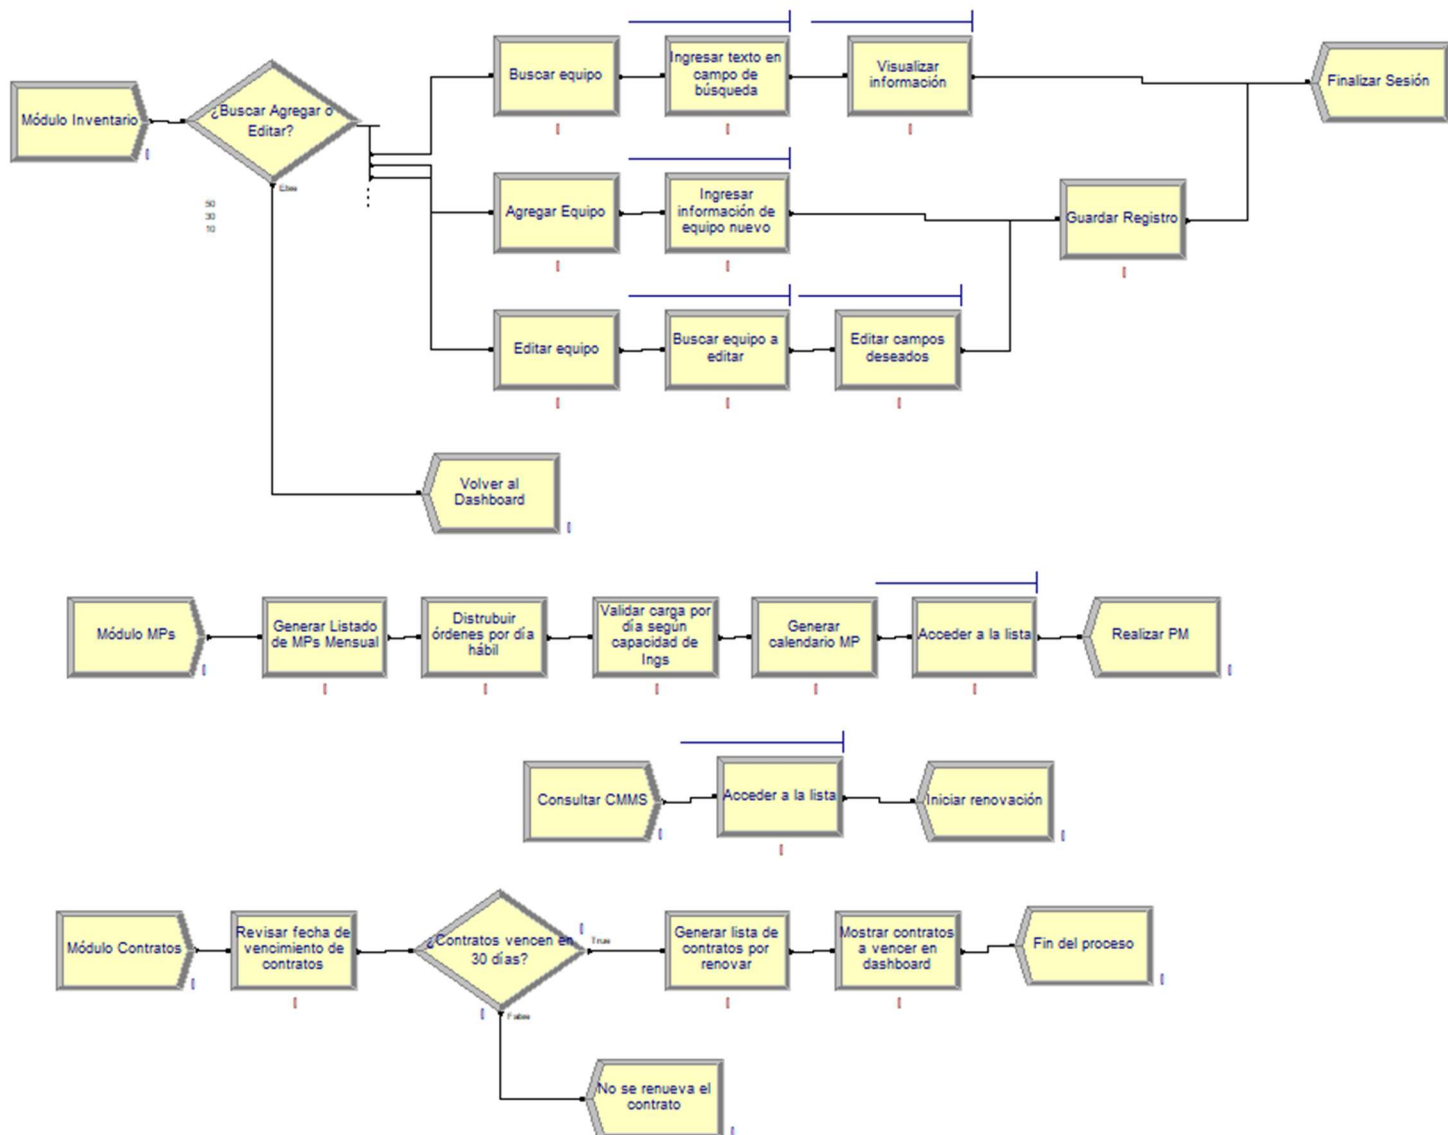 Buscar equipo
Ingresar texto en
campo de
búsqueda
Visualizar
información
Finalizar Sesión
Módulo Inventario
¿Buscar Agregar o
Editar?
Else
50
30
10
Agregar Equipo
Ingresar
información de
equipo nuevo
Guardar Registro
Editar equipo
Buscar equipo a
editar
Editar campos
deseados
Volver al
Dashboard
Módulo MPs
Generar Listado
de MPs Mensual
Distrubuir
órdenes por día
hábil
Validar carga por
día según
capacidad de
Ings
Generar
calendario MP
Acceder a la lista
Realizar PM
Consultar CMMS
Acceder a la lista
Iniciar renovación
Módulo Contratos
Revisar fecha de
vencimiento de
contratos
¿Contratos vencen en
30 días?
True
False
Generar lista de
contratos por
renovar
Mostrar contratos
a vencer en
dashboard
Fin del proceso
No se renueva el
contrato